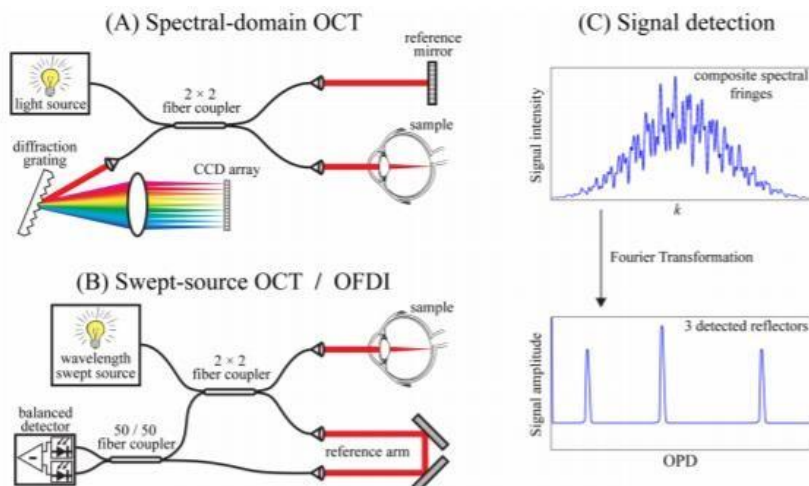 (A) Spectral-domain OCT
light source
2 × 2
fiber coupler
reference
mirror
sample
diffraction
grating
CCD array
(B) Swept-source OCT / OFDI
wavelength
swept source
2 × 2
fiber coupler
sample
balanced
detector
50 / 50
fiber coupler
reference arm
(C) Signal detection
composite spectral
fringes
Signal intensity
k
Fourier Transformation
3 detected reflectors
Signal amplitude
OPD